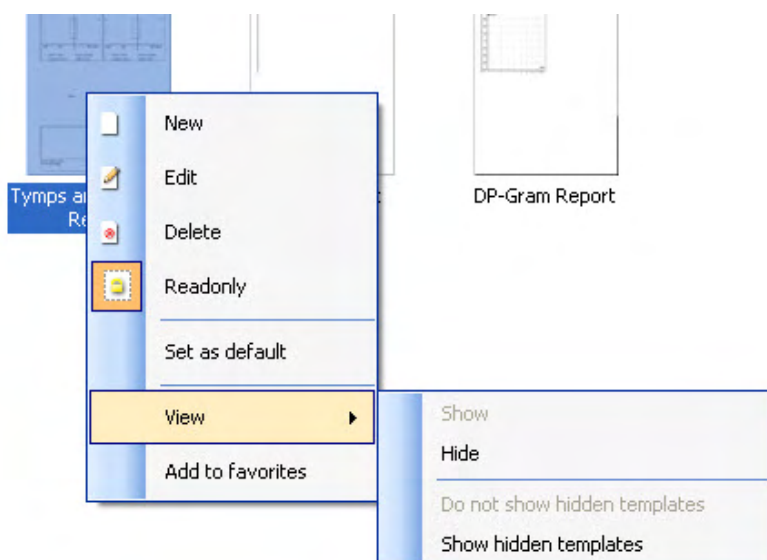 New
Edit
Tymps a
Re
DP-Gram Report
Delete
Readonly
Set as default
View
Show
Hide
Add to favorites
Do not show hidden templates
Show hidden templates